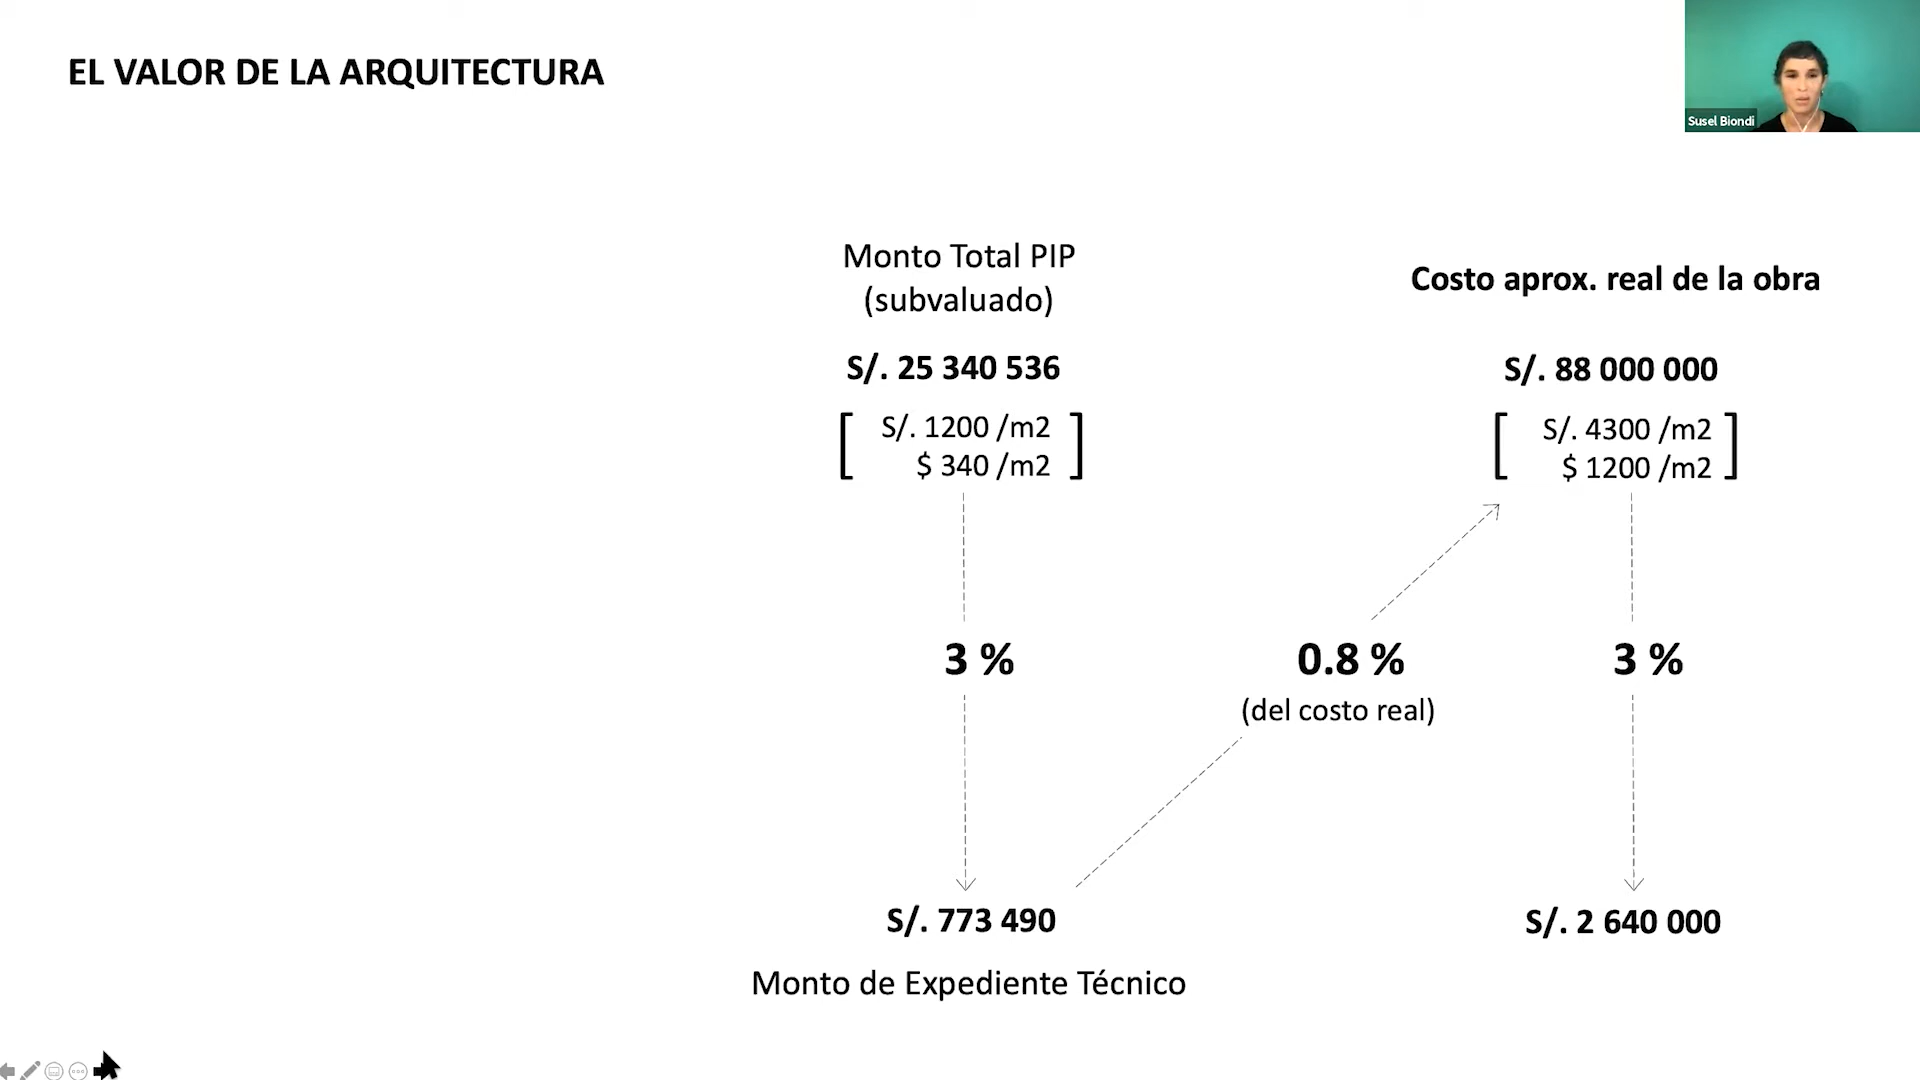 EL VALOR DE LA ARQUITECTURA
Susel Biondi
Monto Total PIP
(subvaluado)
S/. 25 340 536
[ S/. 1200 /m2
$ 340 /m2 ]
Costo aprox. real de la obra
S/. 88 000 000
[ S/. 4300 /m2
$ 1200 /m2 ]
3 %
0.8 %
(del costo real)
3 %
S/. 773 490
Monto de Expediente Técnico
S/. 2 640 000